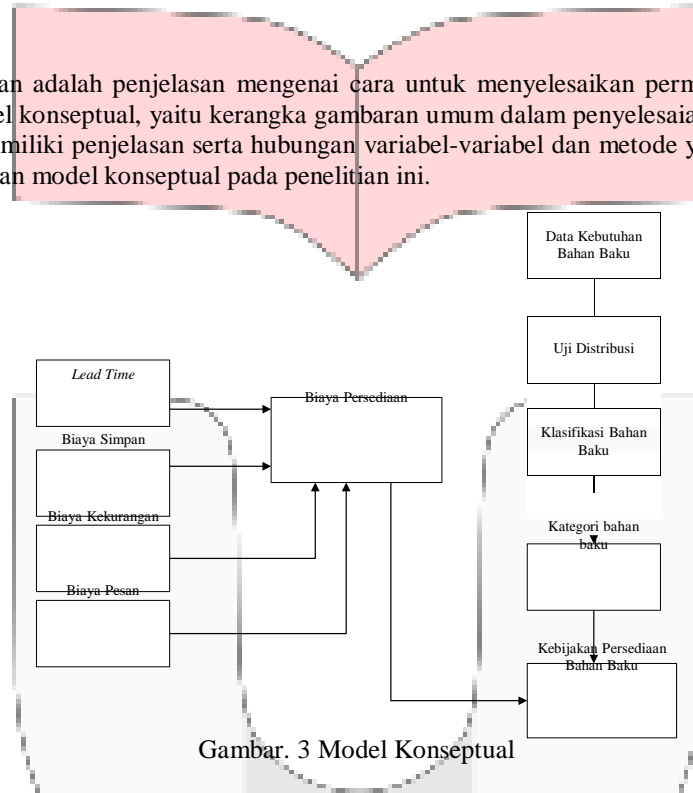 an adalah penjelasan mengenai cara untuk menyelesaikan perm
el konseptual, yaitu kerangka gambaran umum dalam penyelesaia
miliki penjelasan serta hubungan variabel-variabel dan metode y
an model konseptual pada penelitian ini.
Data Kebutuhan
Bahan Baku
Uji Distribusi
Lead Time
Biaya Persediaan
Klasifikasi Bahan
Baku
Biaya Simpan
Biaya Kekurangan
Kategori bahan
baku
Biaya Pesan
Kebijakan Persediaan
Bahan Baku
Gambar. 3 Model Konseptual